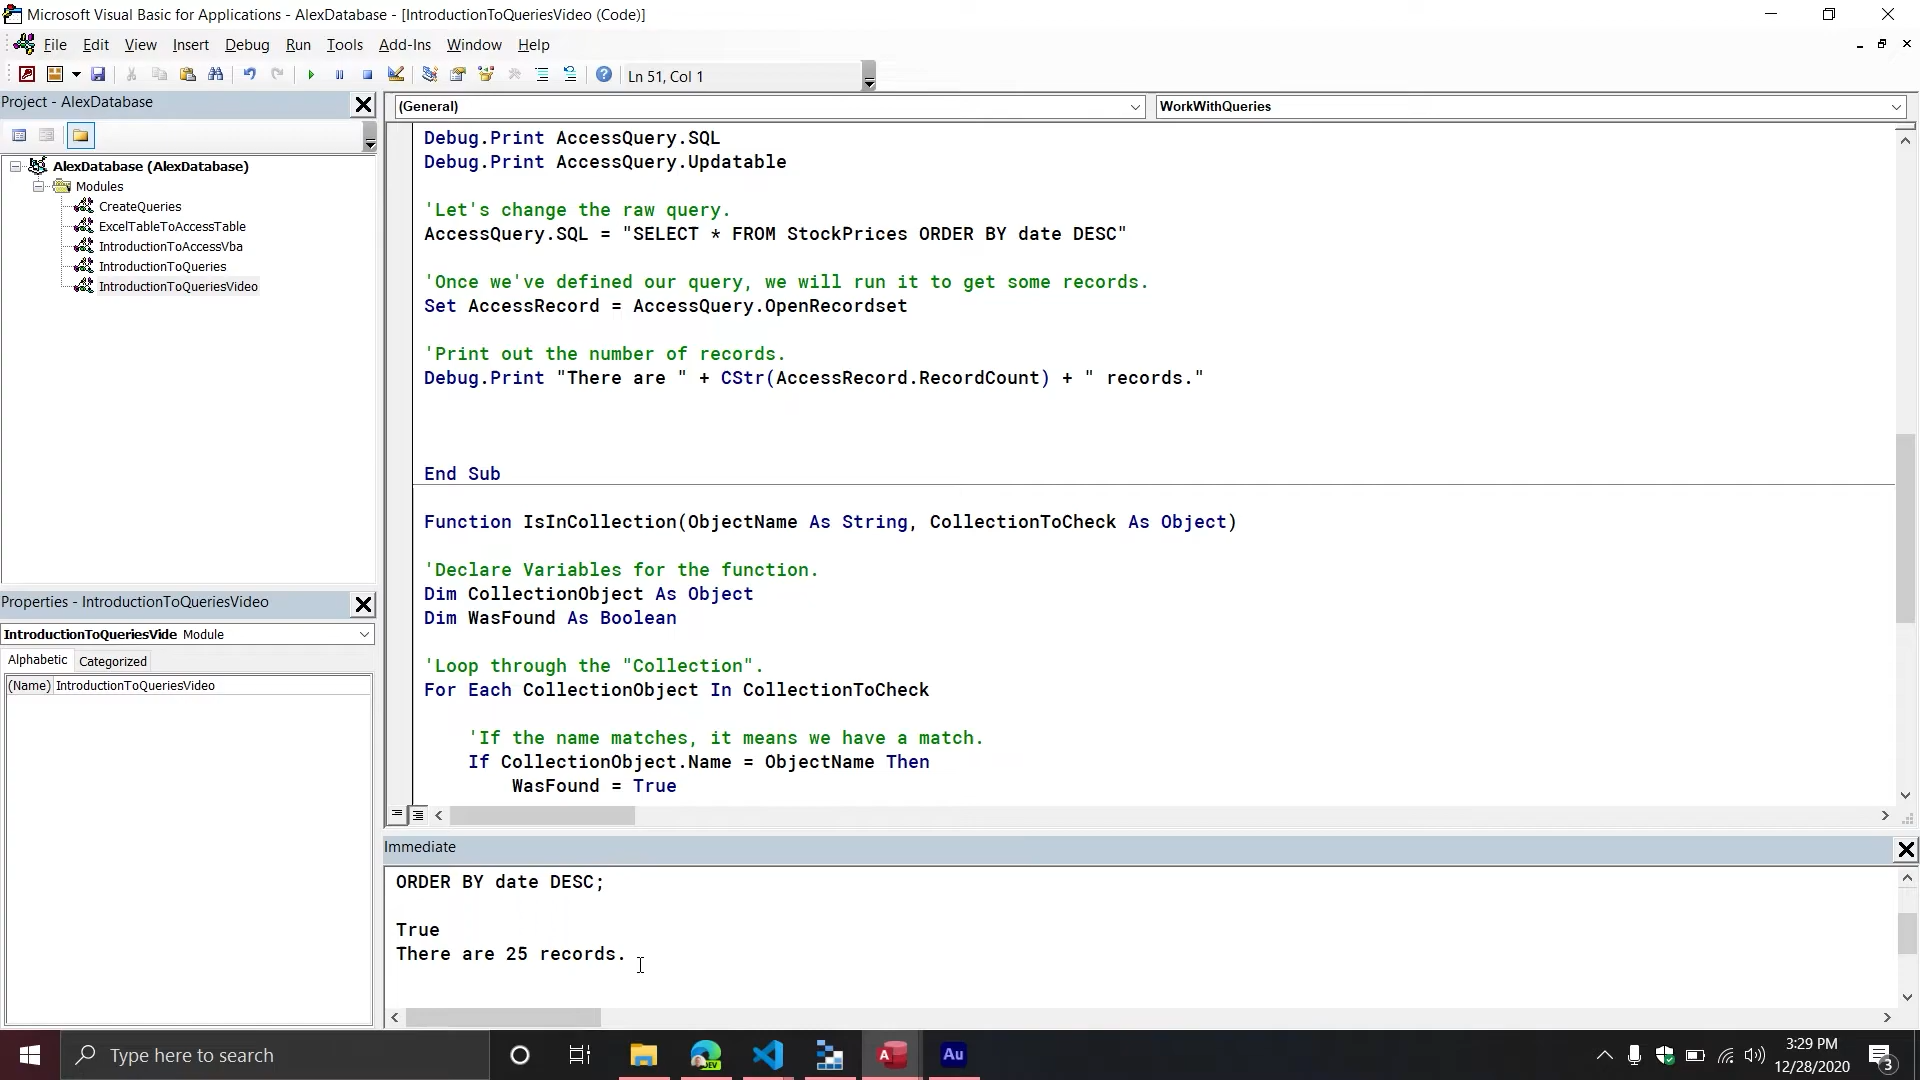 Microsoft Visual Basic for Applications - AlexDatabase - [IntroductionToQueriesVideo (Code)]
File Edit View Insert Debug Run Tools Add-Ins Window Help
Ln 51, Col 1
Project - AlexDatabase
AlexDatabase (AlexDatabase)
Modules
CreateQueries
ExcelTableToAccessTable
IntroductionToAccessVba
IntroductionToQueries
IntroductionToQueriesVideo
Properties - IntroductionToQueriesVideo
IntroductionToQueriesVide Module
Alphabetic Categorized
(Name) IntroductionToQueriesVideo
(General) WorkWithQueries
Debug.Print AccessQuery.SQL
Debug.Print AccessQuery.Updatable
'Let's change the raw query.
AccessQuery.SQL = "SELECT * FROM StockPrices ORDER BY date DESC"
'Once we've defined our query, we will run it to get some records.
Set AccessRecord = AccessQuery.OpenRecordset
'Print out the number of records.
Debug.Print "There are " + CStr(AccessRecord.RecordCount) + " records."
End Sub
Function IsInCollection(ObjectName As String, CollectionToCheck As Object)
'Declare Variables for the function.
Dim CollectionObject As Object
Dim WasFound As Boolean
'Loop through the "Collection".
For Each CollectionObject In CollectionToCheck
'If the name matches, it means we have a match.
If CollectionObject.Name = ObjectName Then
WasFound = True
Immediate
ORDER BY date DESC;
True
There are 25 records.
Type here to search
DEV
A
Au
3:29 PM
12/28/2020
3